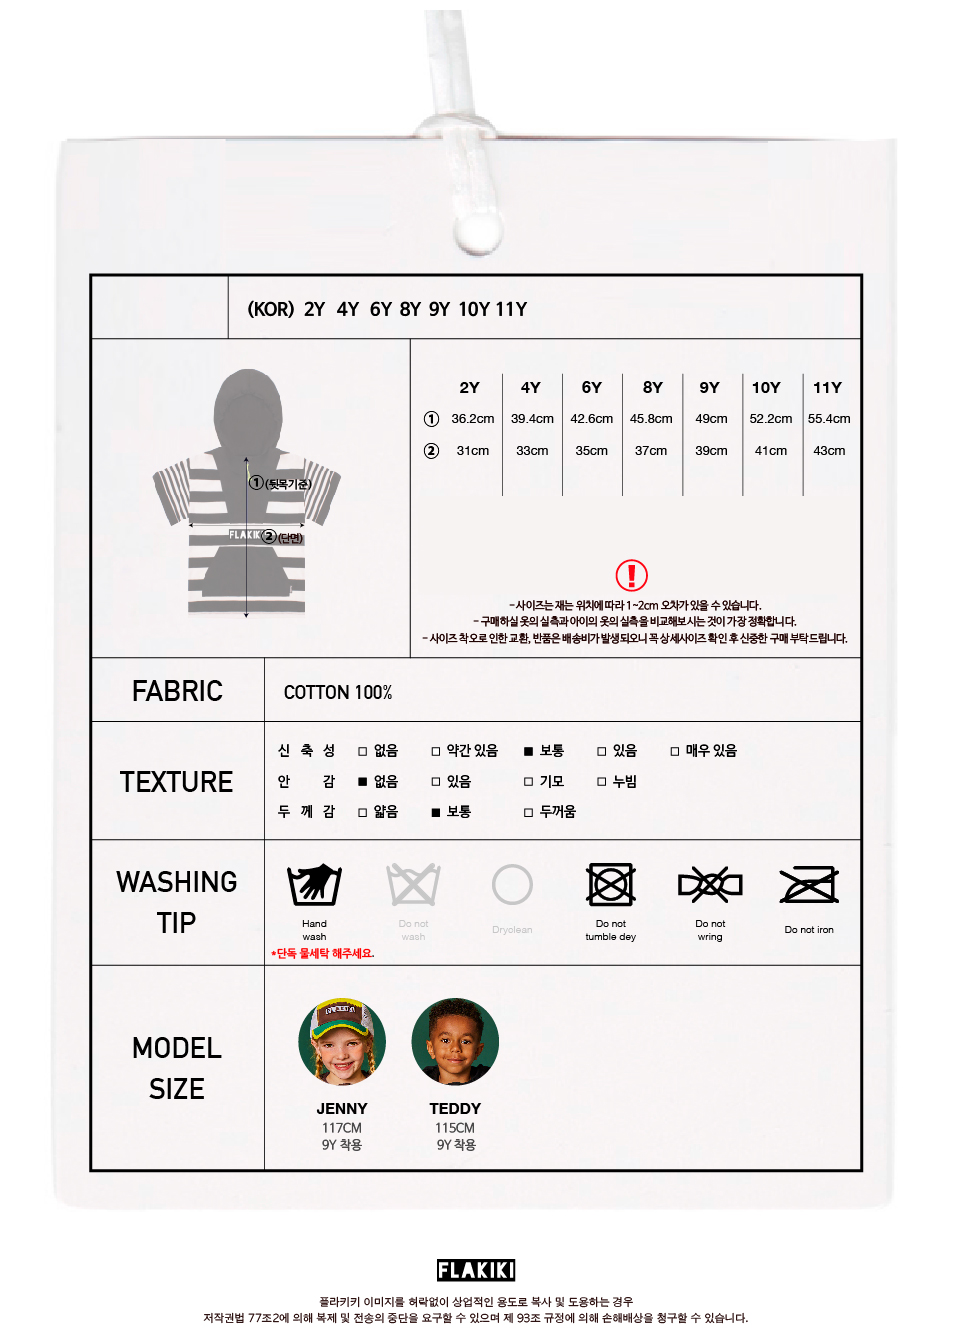 (KOR) 2Y 4Y 6Y 8Y 9Y 10Y 11Y
2Y 4Y 6Y 8Y 9Y 10Y 11Y
① 36.2cm 39.4cm 42.6cm 45.8cm 49cm 52.2cm 55.4cm
② 31cm 33cm 35cm 37cm 39cm 41cm 43cm
①(뒷목기준)
FLAKIKI
②(단면)
!
-사이즈는 재는 위치에 따라 1~2cm 오차가 있을 수 있습니다.
- 구매하실 옷의 실측과 아이의 옷의 실측을 비교해보시는 것이 가장 정확합니다.
- 사이즈 착오로 인한 교환, 반품은 배송비가 발생되오니 꼭 상세사이즈 확인 후 신중한 구매 부탁드립니다.
FABRIC
COTTON 100%
TEXTURE
신 축 성 □ 없음 □ 약간 있음 ■ 보통 □ 있음 □ 매우 있음
안 감 ■ 없음 □ 있음 □ 기모 □ 누빔
두 께 감 □ 얇음 ■ 보통 □ 두꺼움
WASHING
TIP
Hand
wash
Do not
wash
Dryclean
Do not
tumble dey
Do not
wring
Do not iron
*단독 물세탁 해주세요.
MODEL
SIZE
FLAKIKI
JENNY
117CM
9Y 착용
TEDDY
115CM
9Y 착용
FLAKIKI
플라키키 이미지를 허락없이 상업적인 용도로 복사 및 도용하는 경우
저작권법 77조2에 의해 복제 및 전송의 중단을 요구할 수 있으며 제 93조 규정에 의해 손해배상을 청구할 수 있습니다.